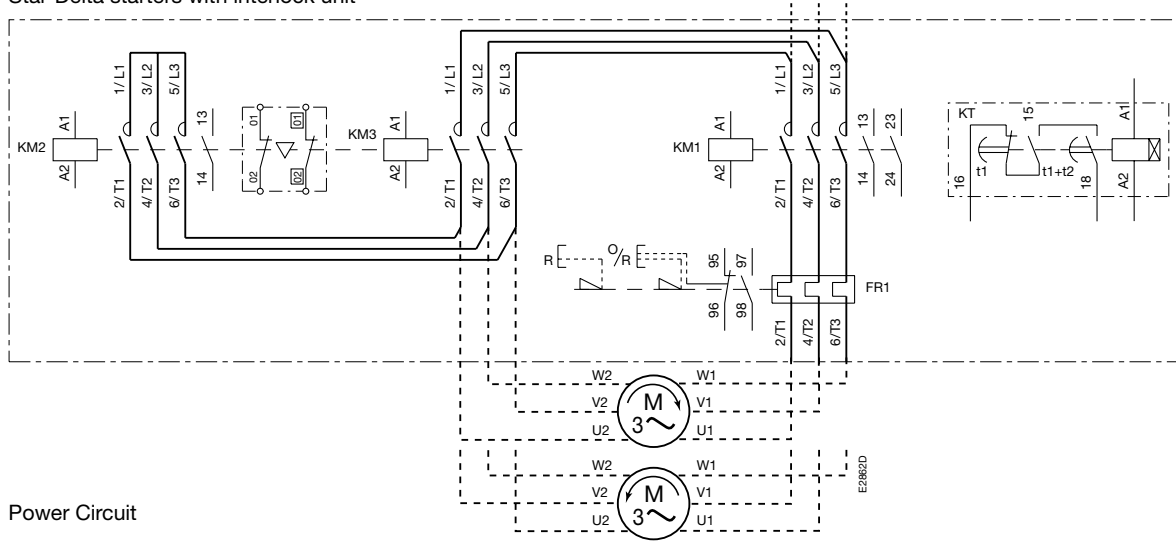 Star-Delta starters with interlock unit
1/ L1
3/ L2
5/ L3
KM2
A1
A2
13
14
2/ T1
4/ T2
6/ T3
01
01
02
02
KM3
A1
A2
1/ L1
3/ L2
5/ L3
2/ T1
4/ T2
6/ T3
KM1
A1
A2
1/ L1
3/ L2
5/ L3
13
23
14
24
2/ T1
4/ T2
6/ T3
KT
15
t1
t1+t2
16
18
A1
A2
R
O/R
95
97
96
98
FR1
2/T1
4/T2
6/T3
W2
W1
V2
M
3
V1
U2
U1
W2
W1
V2
M
3
V1
U2
U1
E2862D
Power Circuit